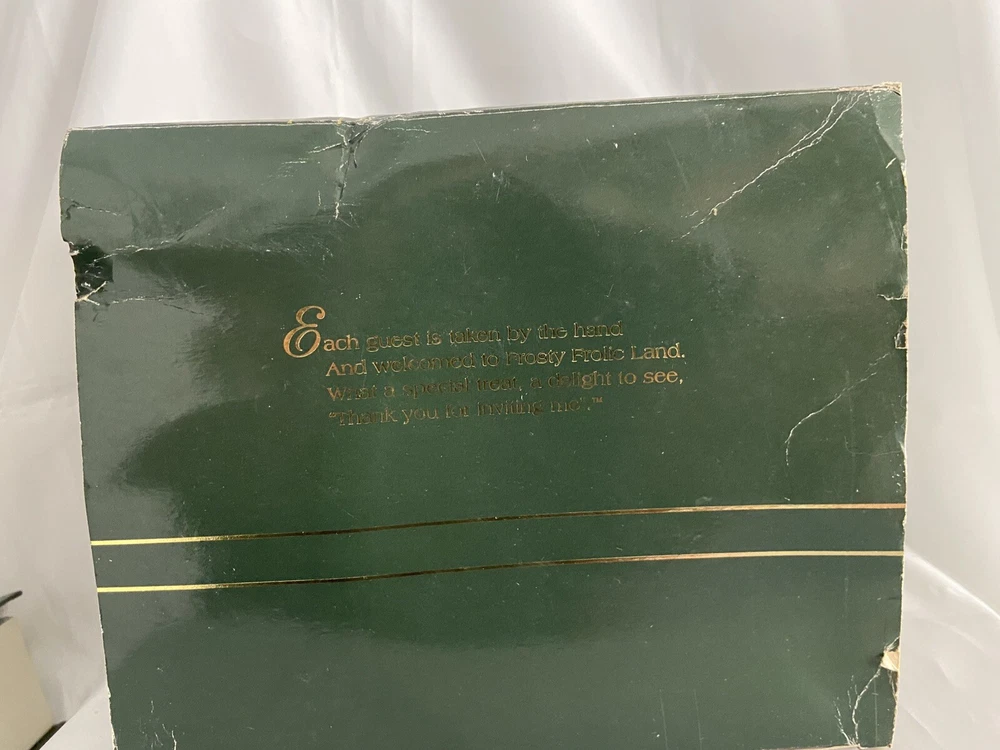 Each guest is taken by the hand
And welcomed to Frosty Frolic Land.
What a special treat, a delight to see,
"Thank you for inviting me".™